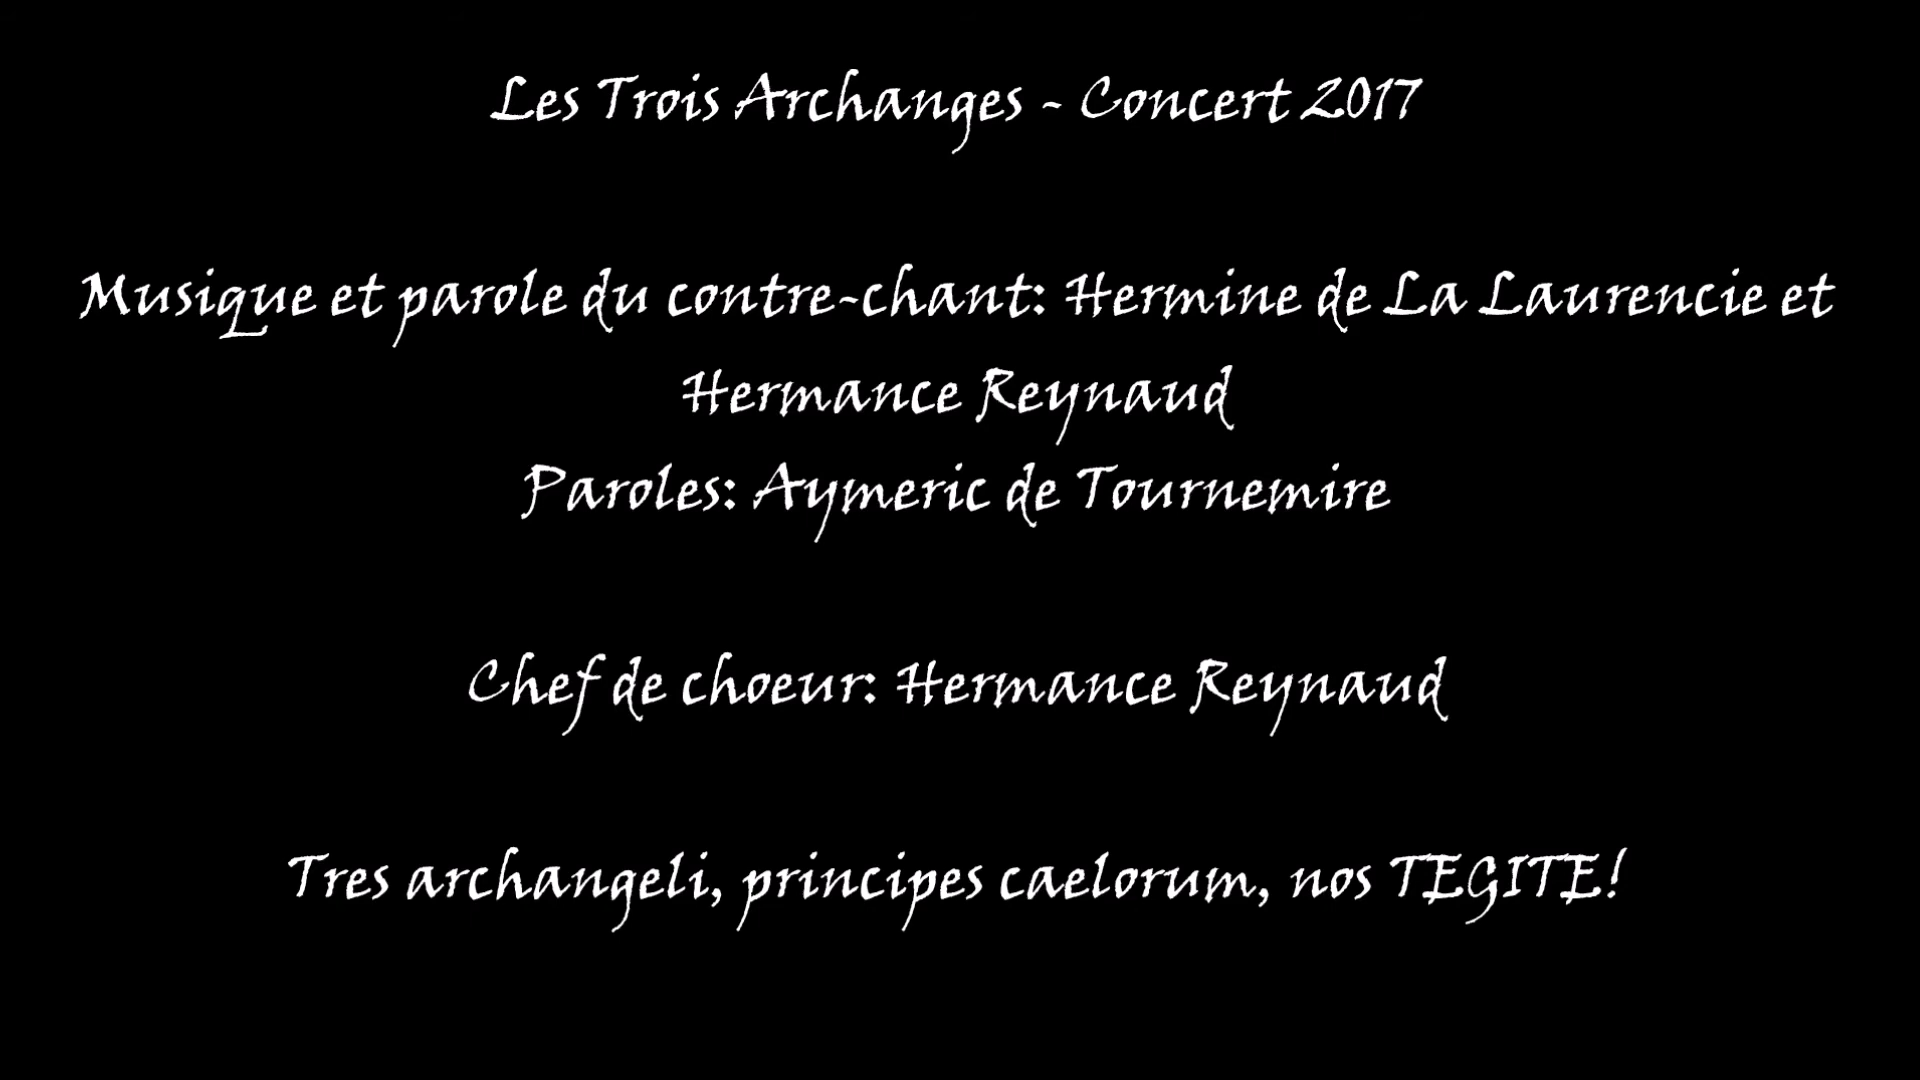 Les Trois Archanges - Concert 2017
Musique et parole du contre-chant: Hermine de La Laurencie et
Hermance Reynaud
Paroles: Aymeric de Tournemire
Chef de choeur: Hermance Reynaud
Tres archangeli, principes caelorum, nos TEGITE!